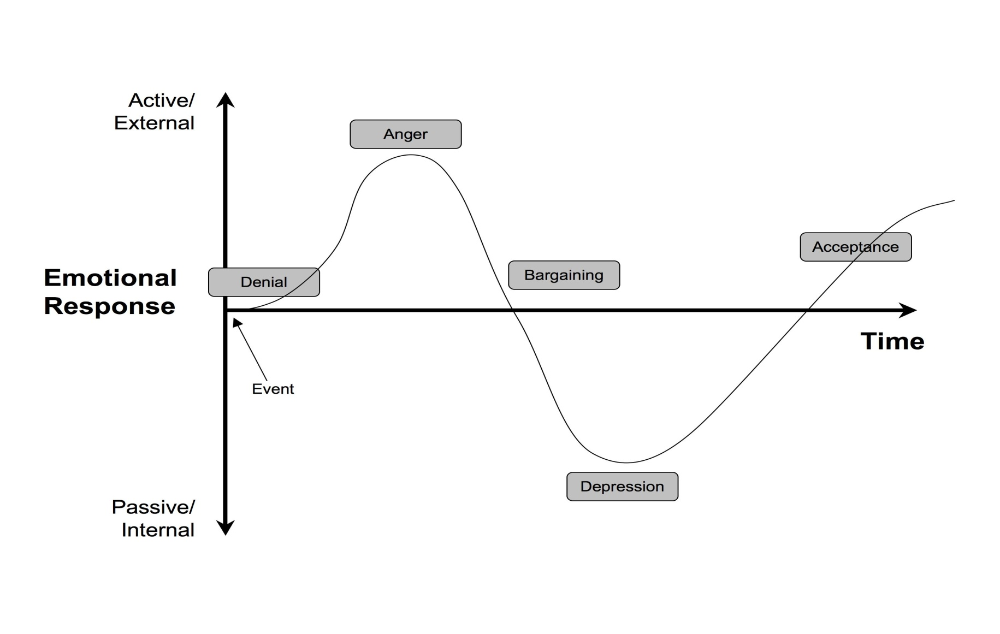 Active/
External
Anger
Emotional
Response
Denial
Bargaining
Acceptance
Time
Event
Depression
Passive/
Internal